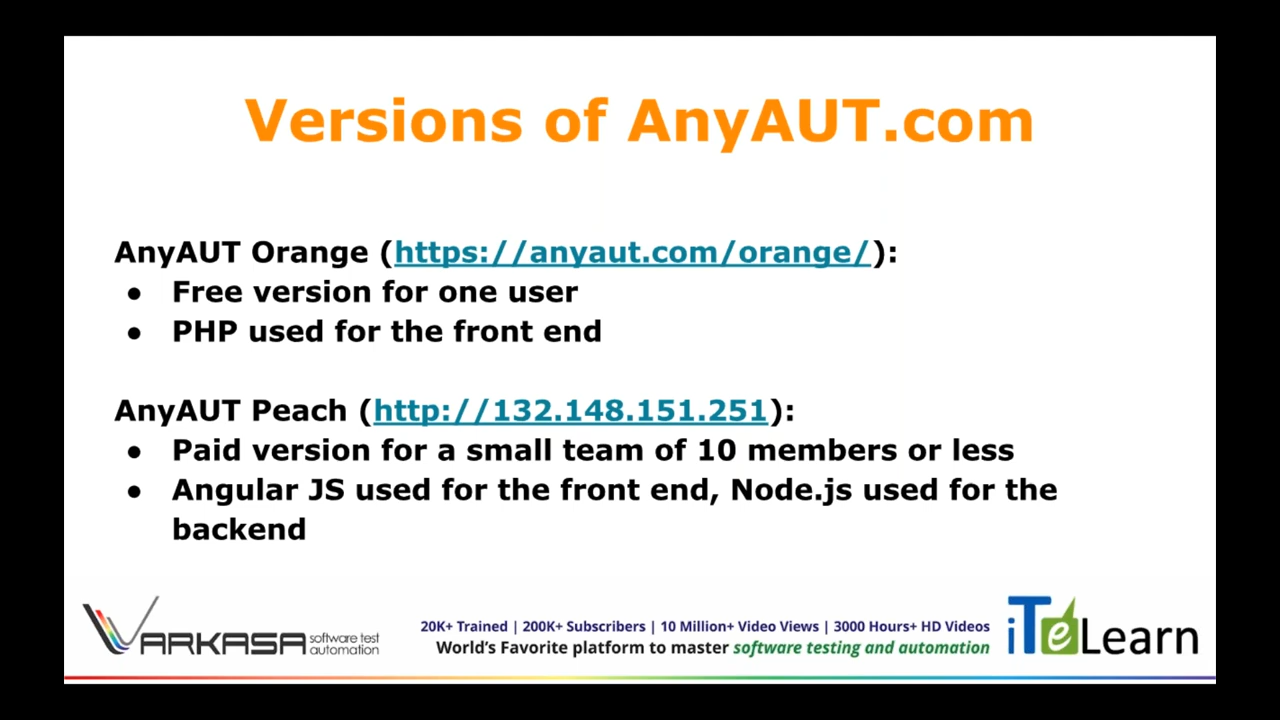 Versions of AnyAUT.com
AnyAUT Orange (https://anyaut.com/orange/):
● Free version for one user
● PHP used for the front end
AnyAUT Peach (http://132.148.151.251):
● Paid version for a small team of 10 members or less
● Angular JS used for the front end, Node.js used for the
backend
VARKASA software test
automation
20K+ Trained | 200K+ Subscribers | 10 Million+ Video Views | 3000 Hours+ HD Videos
World's Favorite platform to master software testing and automation
iTeLearn